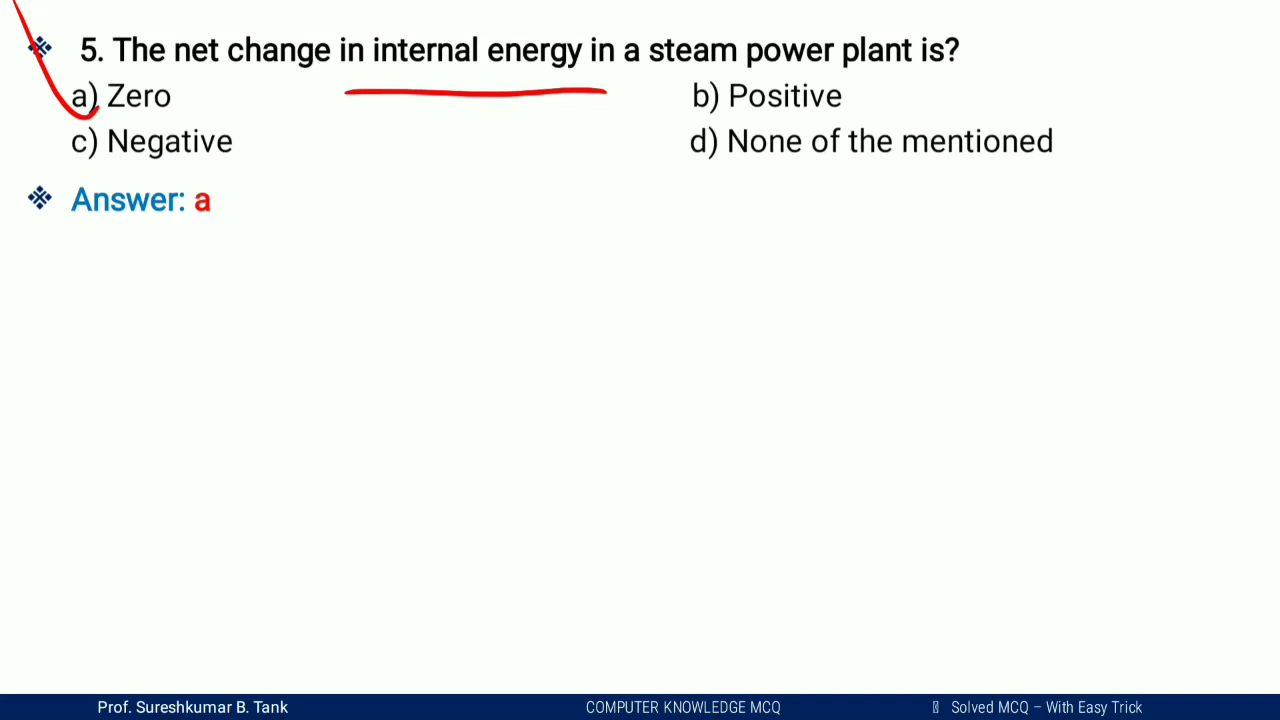 5. The net change in internal energy in a steam power plant is?
a) Zero b) Positive
c) Negative d) None of the mentioned
Answer: a
Prof. Sureshkumar B. Tank COMPUTER KNOWLEDGE MCQ Solved MCQ – With Easy Trick